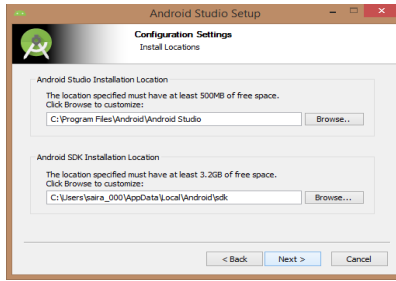 Android Studio Setup
Configuration Settings
Install Locations
Android Studio Installation Location
The location specified must have at least 500MB of free space.
Click Browse to customize:
C:\Program Files\Android\Android Studio
Browse..
Android SDK Installation Location
The location specified must have at least 3.2GB of free space.
Click Browse to customize:
C:\Users\saira_000\AppData\Local\Android\sdk
Browse...
< Back
Next >
Cancel